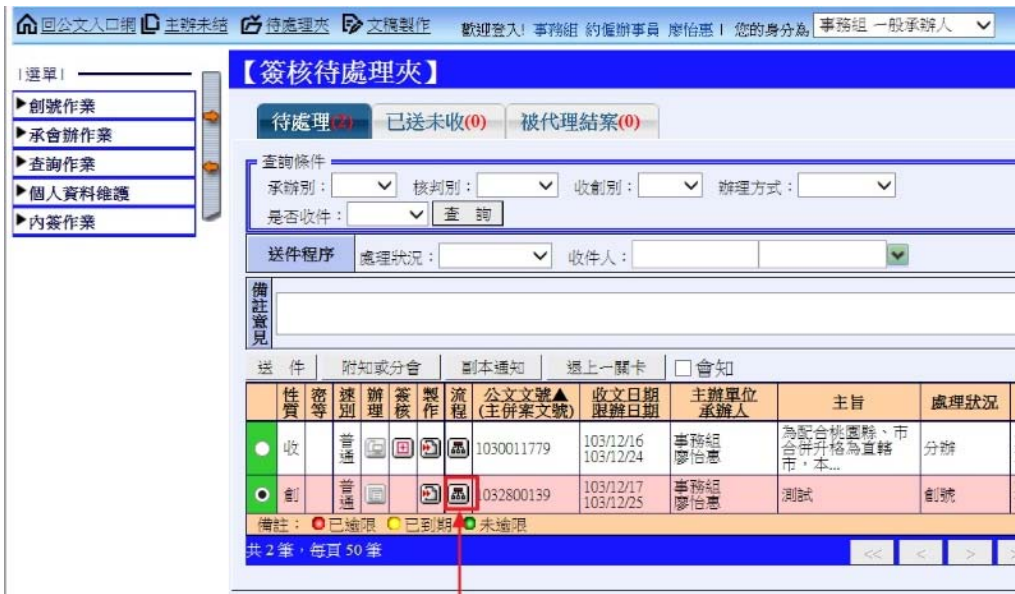 回公文入口網 主辦未結 待處理夾 文稿製作 歡迎登入! 事務組 約僱辦事員 廖怡惠 | 您的身分為 事務組 一般承辦人
|選單|
創號作業
承會辦作業
查詢作業
個人資料維護
內簽作業
【簽核待處理夾】
待處理(2) 已送未收(0) 被代理結案(0)
查詢條件
承辦別: 核判別: 收創別: 辦理方式:
是否收件: 查 詢
送件程序 處理狀況: 收件人:
備註意見
送 件 附知或分會 副本通知 退上一關卡 會知
性質 密等 速別 辦理 簽核 製作 流程 公文文號▲ (主併案文號) 收文日期 限辦日期 主辦單位 承辦人 主旨 處理狀況
收 普通 1030011779 103/12/16 103/12/24 事務組 廖怡惠 為配合桃園縣、市合併升格為直轄市,本... 分辦
創 普通 1032800139 103/12/17 103/12/25 事務組 廖怡惠 測試 創號
備註: 已逾限 已到期 未逾限
共 2 筆,每頁 50 筆
<< < >